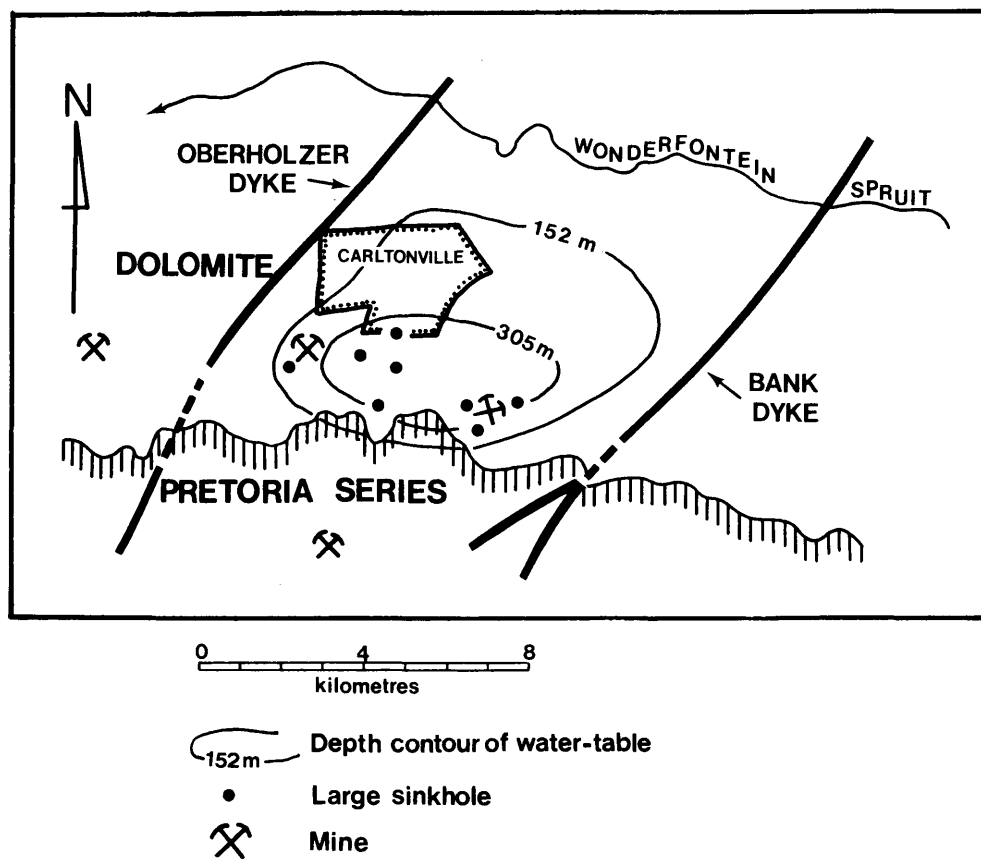 N
OBERHOLZER
DYKE
WONDERFONTEIN
SPRUIT
DOLOMITE
CARLTONVILLE
152 m
305m
BANK
DYKE
PRETORIA SERIES
0 4 8
kilometres
152m
Depth contour of water-table
Large sinkhole
Mine